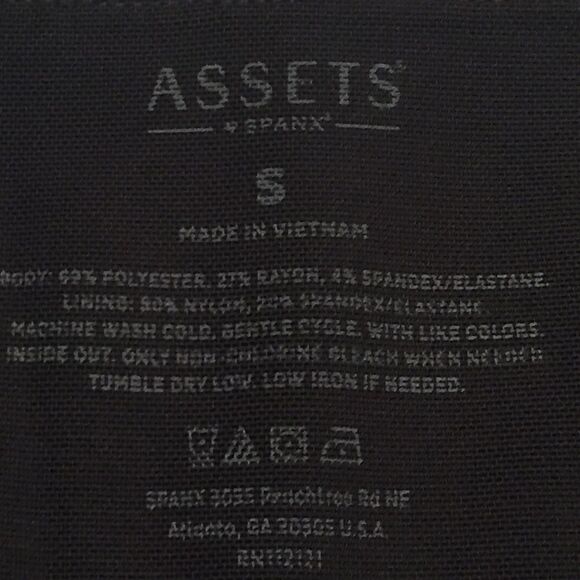 ASSETS®
BY SPANX®
S
MADE IN VIETNAM
BODY: 69% POLYESTER, 27% RAYON, 4% SPANDEX/ELASTANE.
LINING: 80% NYLON, 20% SPANDEX/ELASTANE.
MACHINE WASH COLD, GENTLE CYCLE, WITH LIKE COLORS
INSIDE OUT. ONLY NON-CHLORINE BLEACH WHEN NEEDED
TUMBLE DRY LOW. LOW IRON IF NEEDED.
SPANX 3035 Peachtree Rd NE
Atlanta, GA 30305 U.S.A.
RN112121